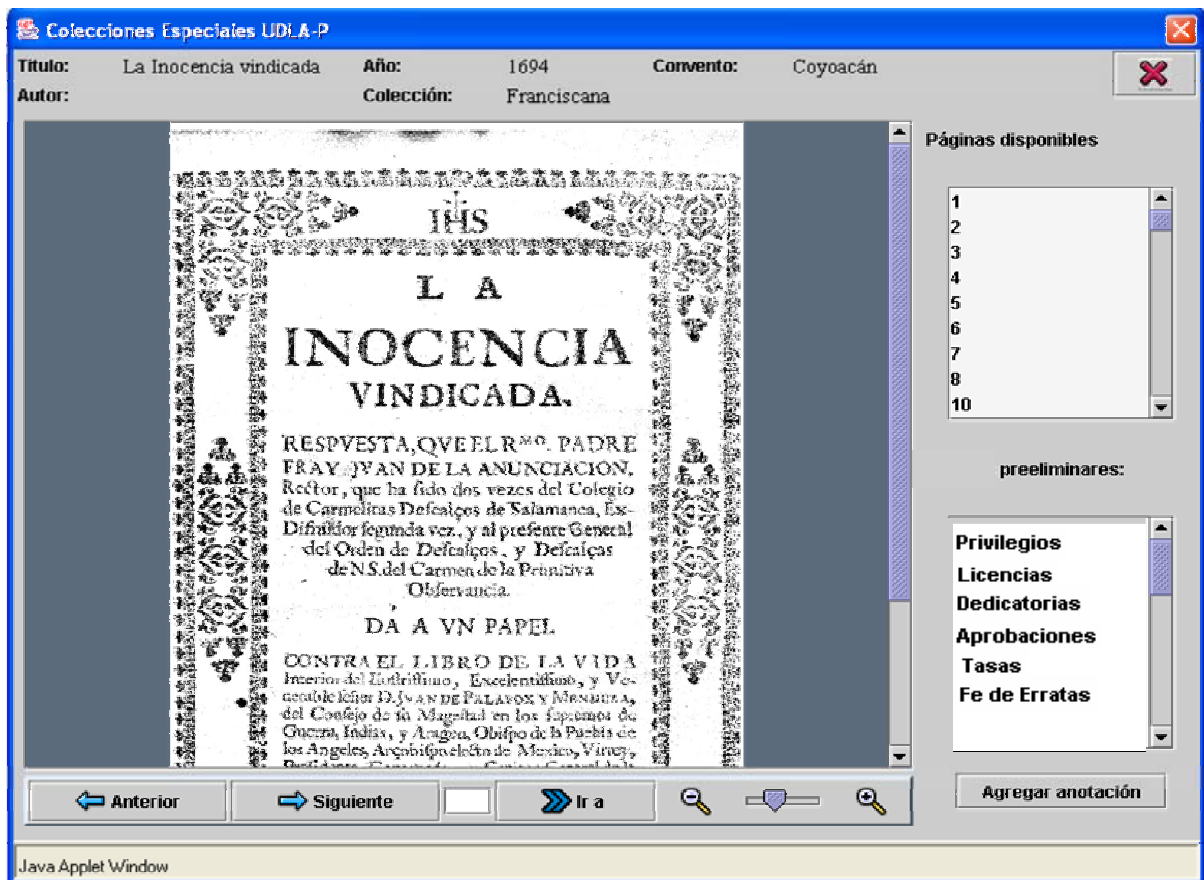 Colecciones Especiales UDLA-P
Título: La Inocencia vindicada Año: 1694 Convento: Coyoacán
Autor: Colección: Franciscana
IHS
LA
INOCENCIA
VINDICADA.
RESPVESTA, QVE EL R.MO. PADRE
FRAY JVAN DE LA ANUNCIACION,
Rector, que ha sido dos vezes del Colegio
de Carmelitas Descalços de Salamanca, Ex-
Difinidor segunda vez, y al presente General
del Orden de Descalços, y Descalças
de N.S. del Carmen de la Primitiva
Observancia.
DÁ A VN PAPEL
CONTRA EL LIBRO DE LA VIDA
Interior del Ilustrissimo, Excelentissimo, y Ve-
nerable señor D. JVAN DE PALAFOX Y MENDOZA,
del Consejo de su Magestad en los supremos de
Guerra, Indias, y Aragon, Obispo de la Puebla de
los Angeles, Arçobispo electo de Mexico, Virrey,
Páginas disponibles
1
2
3
4
5
6
7
8
10
preeliminares:
Privilegios
Licencias
Dedicatorias
Aprobaciones
Tasas
Fe de Erratas
Anterior Siguiente Ir a
Agregar anotación
Java Applet Window